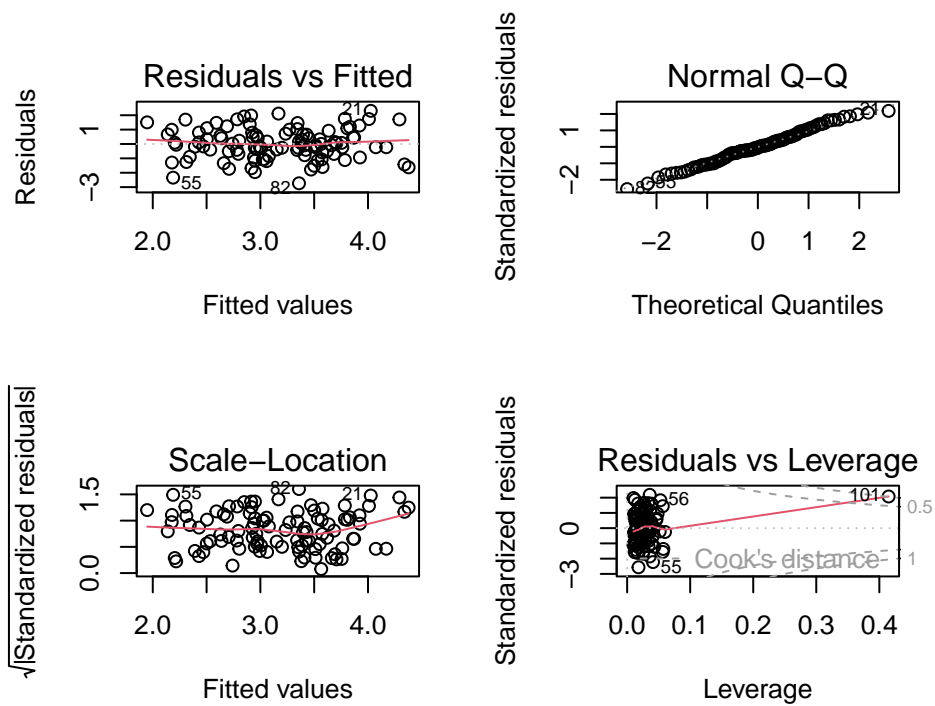 Residuals vs Fitted
Residuals
1
−3
21
55
82
2.0 3.0 4.0
Fitted values
Normal Q−Q
Standardized residuals
1
−2
21
82
55
−2 0 1 2
Theoretical Quantiles
Scale−Location
√|Standardized residuals|
1.5
0.0
55
82
21
2.0 3.0 4.0
Fitted values
Residuals vs Leverage
Standardized residuals
0
−3
56
101
55
Cook's distance
0.5
1
0.0 0.1 0.2 0.3 0.4
Leverage